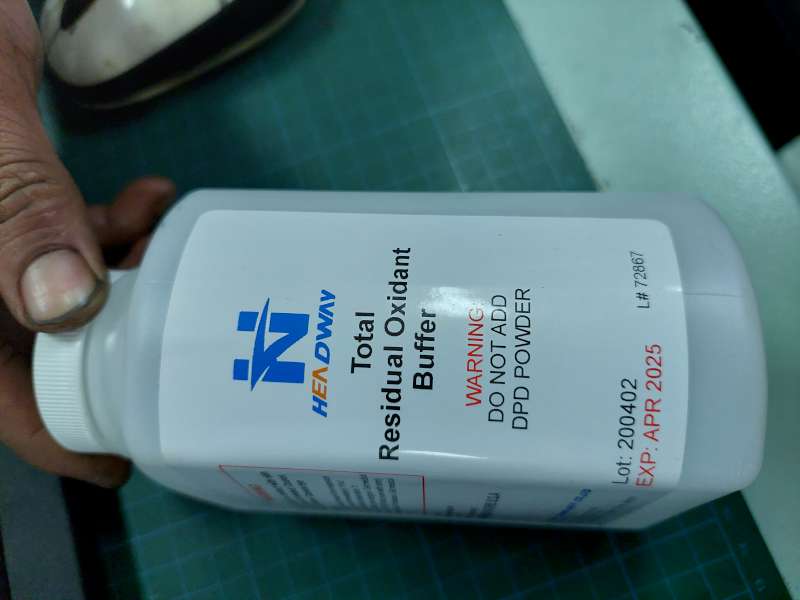 HEADWAY
Total
Residual Oxidant
Buffer
WARNING:
DO NOT ADD
DPD POWDER
Lot: 200402
L# 72867
EXP: APR 2025